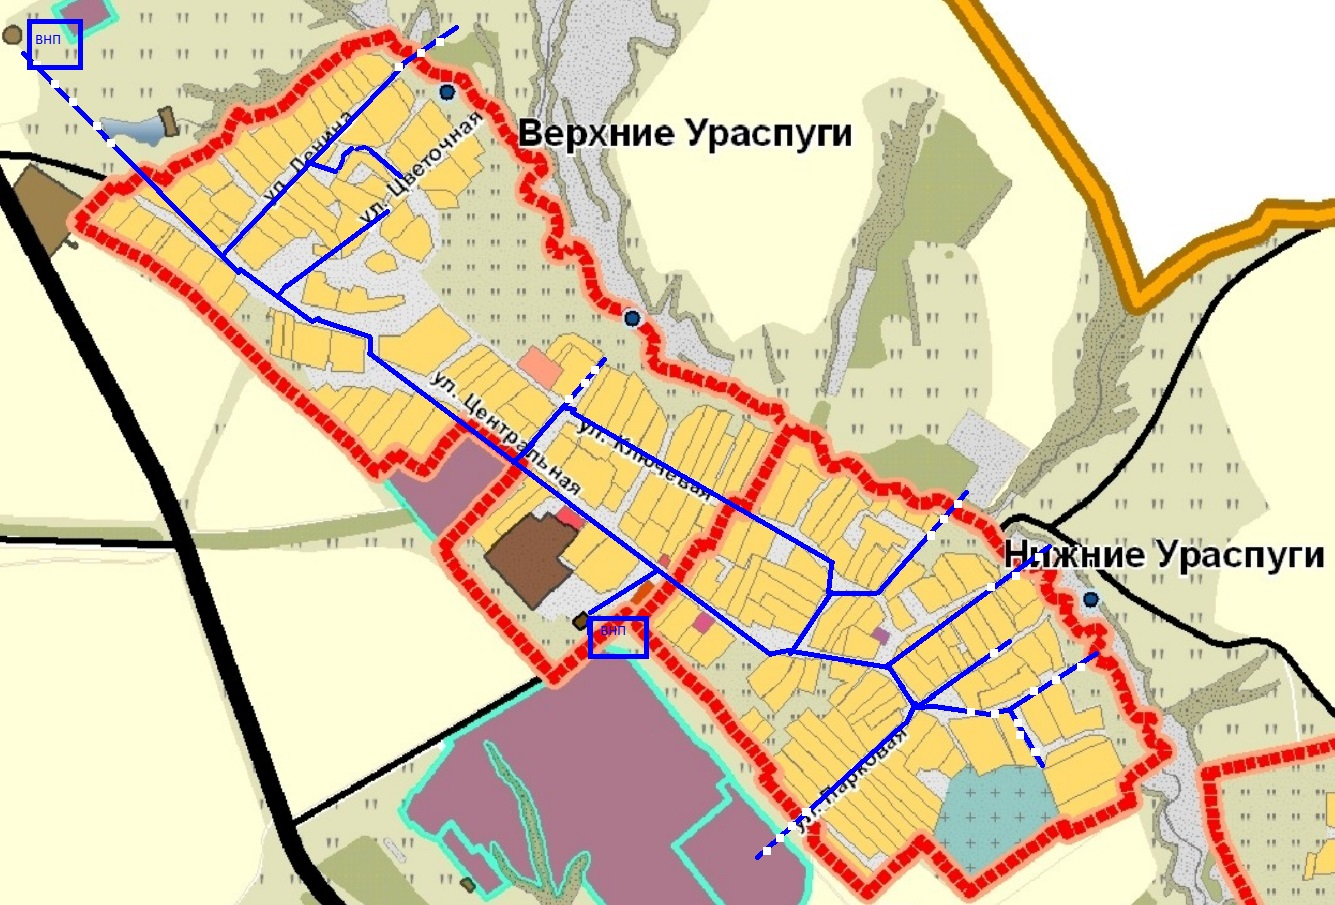 ВНП
Верхние Ураспуги
ул. Ленина
ул. Цветочная
ул. Центральная
ул. Ключевая
Нижние Ураспуги
ВНП
ул. Парковая